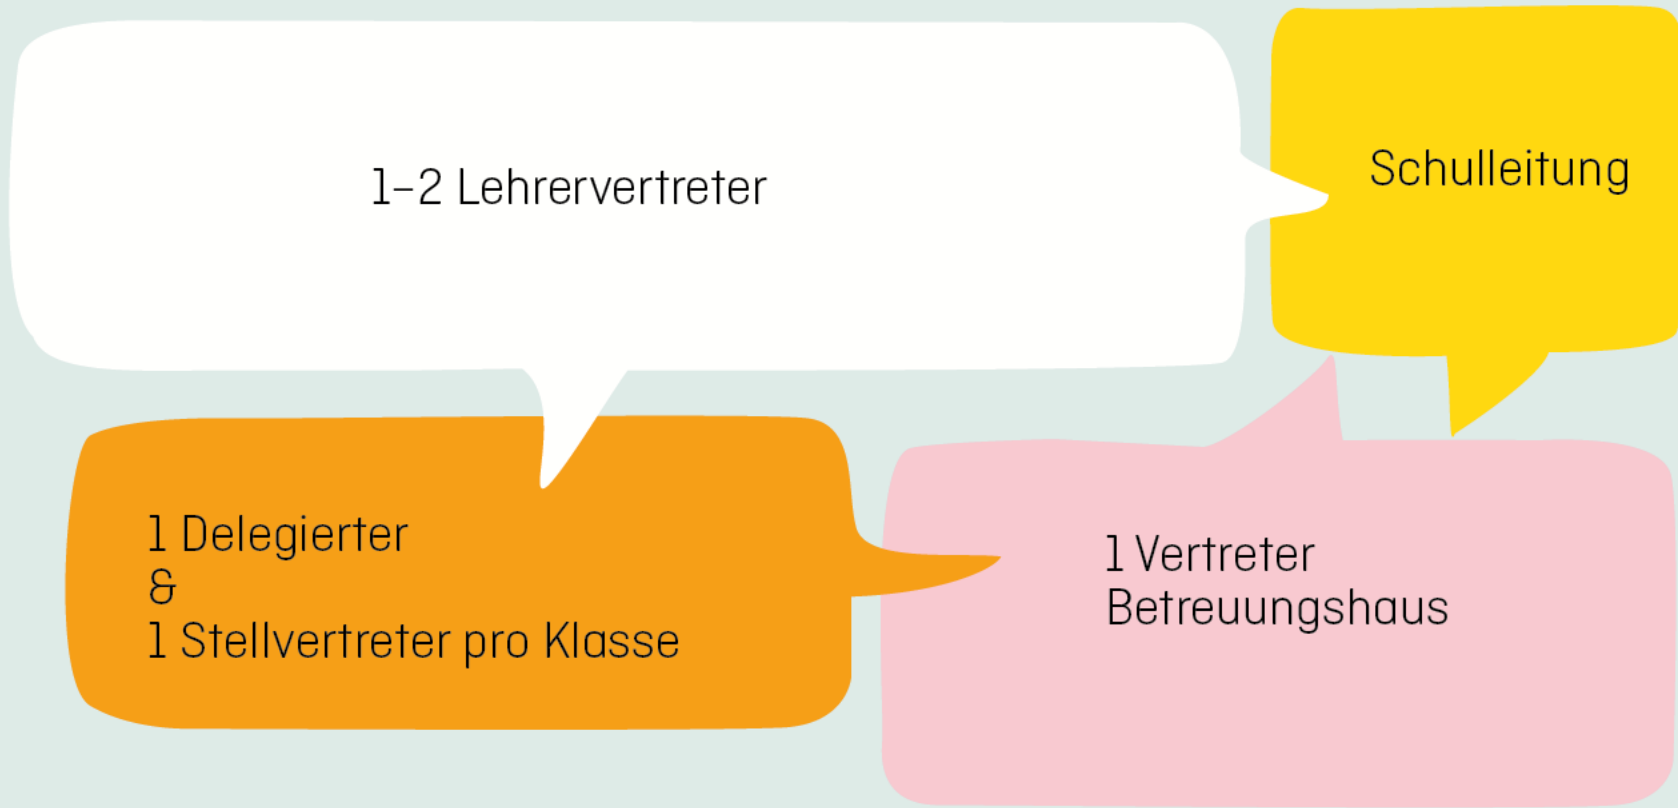 1–2 Lehrervertreter
Schulleitung
1 Delegierter
&
1 Stellvertreter pro Klasse
1 Vertreter
Betreuungshaus